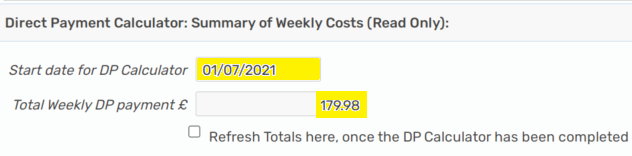 Direct Payment Calculator: Summary of Weekly Costs (Read Only):
Start date for DP Calculator 01/07/2021
Total Weekly DP payment £ 179.98
Refresh Totals here, once the DP Calculator has been completed